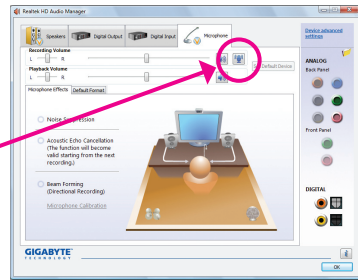 Realtek HD Audio Manager
Speakers
Digital Output
Digital Input
Microphone
Device advanced
settings
Recording Volume
L
R
Set Default Device
Playback Volume
L
R
ANALOG
Back Panel
Microphone Effects
Default Format
Noise Suppression
Acoustic Echo Cancellation
(The function will become
valid starting from the next
recording.)
Front Panel
Beam Forming
(Directional Recording)
Microphone Calibration
DIGITAL
GIGABYTE
TECHNOLOGY
i
OK